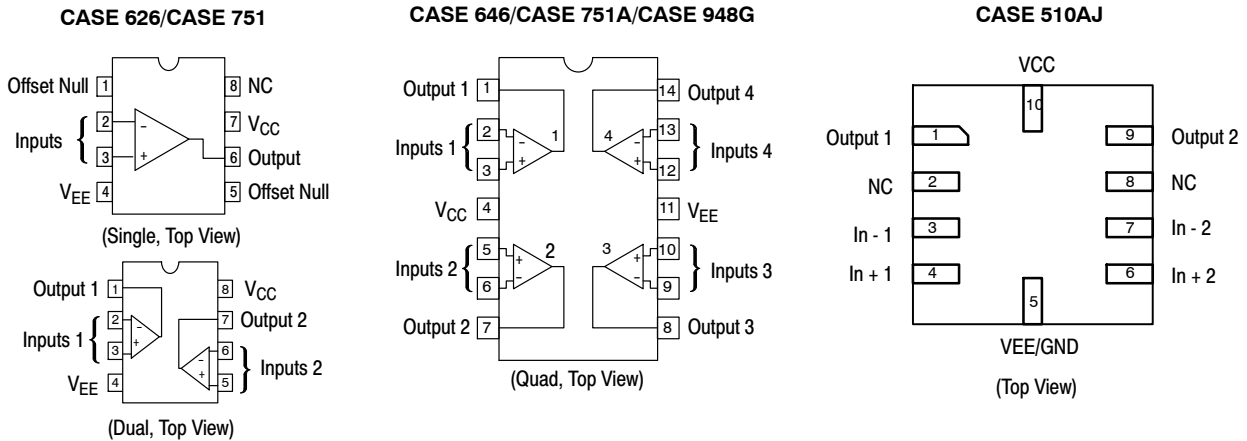 CASE 626/CASE 751
Offset Null 1
8 NC
Inputs
2
3
-
+
7 VCC
6 Output
VEE 4
5 Offset Null
(Single, Top View)
Output 1 1
8 VCC
Inputs 1
2
3
-
+
7 Output 2
-
+
6
5
Inputs 2
VEE 4
(Dual, Top View)
CASE 646/CASE 751A/CASE 948G
Output 1 1
14 Output 4
Inputs 1
2
3
-
+
1
4
-
+
13
12
Inputs 4
VCC 4
11 VEE
Inputs 2
5
6
+
-
2
3
+
-
10
9
Inputs 3
Output 2 7
8 Output 3
(Quad, Top View)
CASE 510AJ
VCC
10
Output 1 1
9 Output 2
NC 2
8 NC
In - 1 3
7 In - 2
In + 1 4
6 In + 2
5
VEE/GND
(Top View)